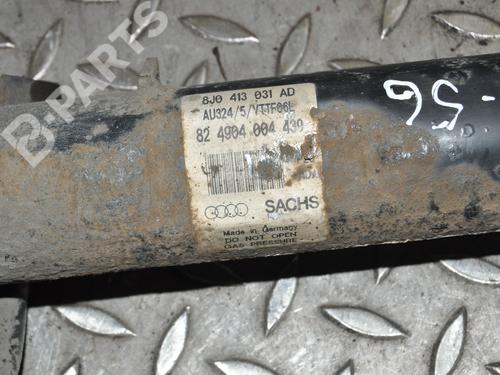 B-PARTS
8J0 413 031 AD
AU324/5/VTTF06L
82 4904 004 439
SACHS
Made in Germany
DO NOT OPEN
GAS PRESSURE
-56